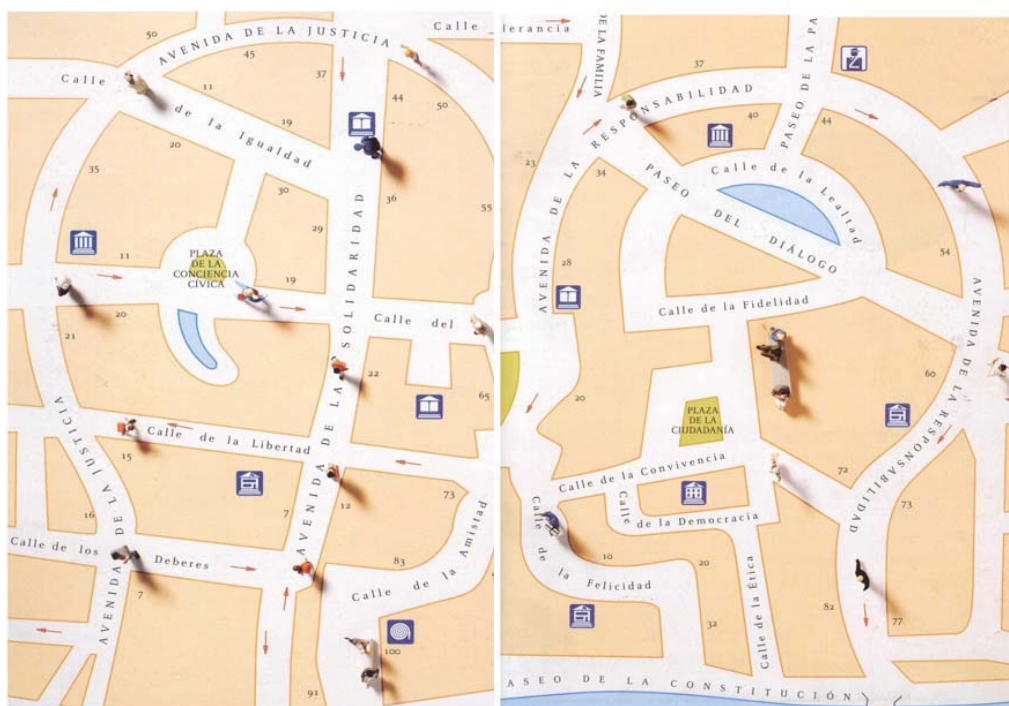 50
AVENIDA DE LA JUSTICIA
Calle
45
37
Calle
de la Igualdad
11
44
50
19
19
20
35
30
36
55
29
11
PLAZA
DE LA
CONCIENCIA
CÍVICA
19
20
Calle del
AVENIDA DE LA SOLIDARIDAD
21
22
65
AVENIDA DE LA JUSTICIA
Calle de la Libertad
15
73
16
7
12
Calle de los Deberes
83
Calle de la Amistad
7
100
91
lerancia
DE LA FAMILIA
37
PASEO DE LA PA
AVENIDA DE LA RESPONSABILIDAD
40
44
23
34
Calle de la Lealtad
PASEO DEL DIÁLOGO
54
28
Calle de la Fidelidad
AVENIDA DE LA RESPONSABILIDAD
60
20
PLAZA
DE LA
CIUDADANÍA
Calle de la Convivencia
72
73
Calle de la Democracia
Calle de la Felicidad
10
20
Calle de la Ética
82
77
32
ASEO DE LA CONSTITUCIÓN